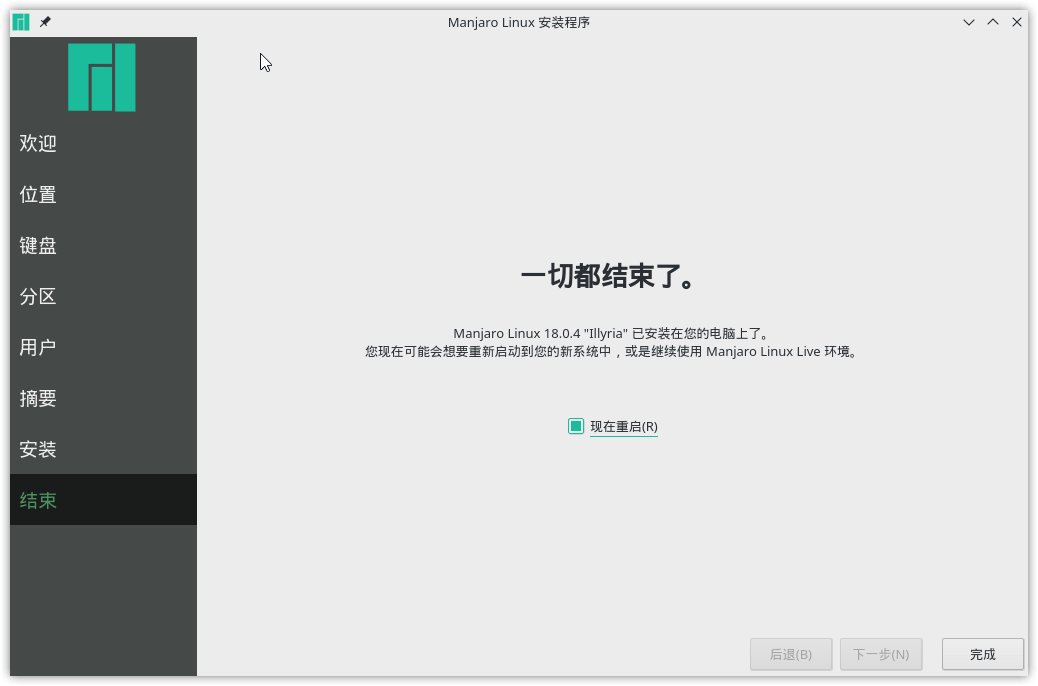 Manjaro Linux 安装程序
欢迎
位置
键盘
分区
用户
摘要
安装
结束
一切都结束了。
Manjaro Linux 18.0.4 "Illyria" 已安装在您的电脑上了。
您现在可能会想要重新启动到您的新系统中，或是继续使用 Manjaro Linux Live 环境。
现在重启(R)
后退(B)
下一步(N)
完成